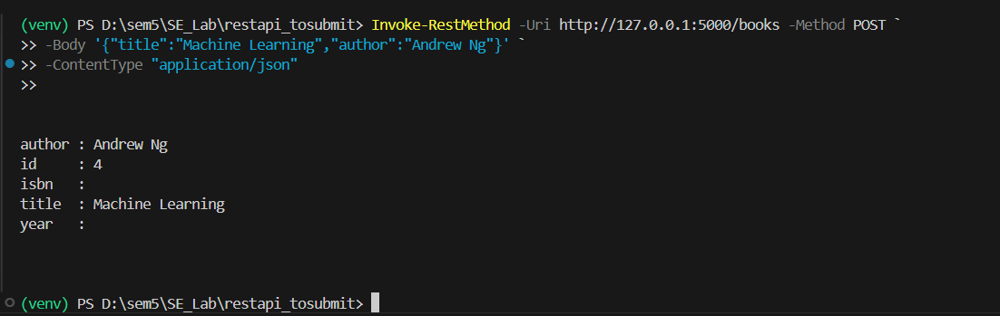 (venv) PS D:\sem5\SE_Lab\restapi_tosubmit> Invoke-RestMethod -Uri http://127.0.0.1:5000/books -Method POST `
>> -Body '{"title":"Machine Learning","author":"Andrew Ng"}' `
>> -ContentType "application/json"
>>
author : Andrew Ng
id     : 4
isbn   :
title  : Machine Learning
year   :
(venv) PS D:\sem5\SE_Lab\restapi_tosubmit>